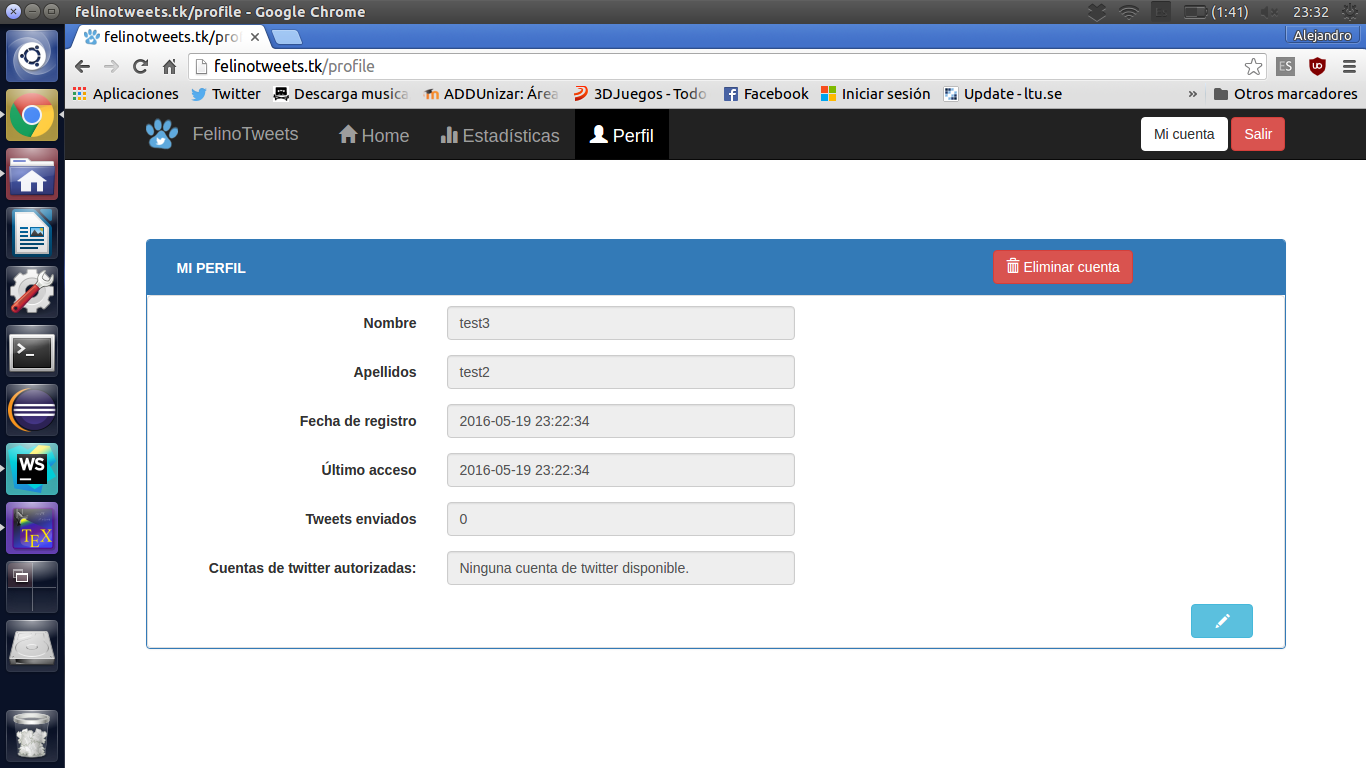 felinotweets.tk/profile - Google Chrome
(1:41)
23:32
felinotweets.tk/pro
Alejandro
felinotweets.tk/profile
ES
Aplicaciones
Twitter
Descarga musica
ADDUnizar: Área
3DJuegos - Todo
Facebook
Iniciar sesión
Update - ltu.se
»
Otros marcadores
FelinoTweets
Home
Estadísticas
Perfil
Mi cuenta
Salir
MI PERFIL
Eliminar cuenta
Nombre
test3
Apellidos
test2
Fecha de registro
2016-05-19 23:22:34
Último acceso
2016-05-19 23:22:34
Tweets enviados
0
Cuentas de twitter autorizadas:
Ninguna cuenta de twitter disponible.
WS
TEX